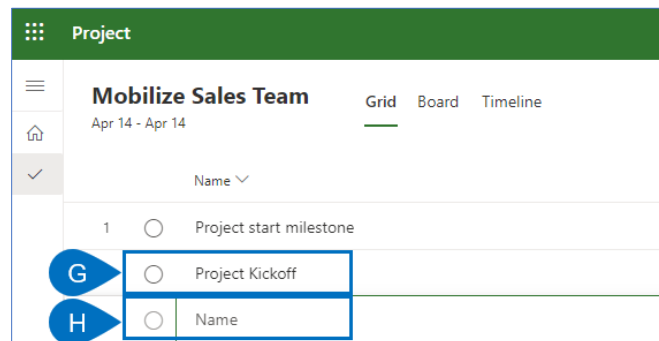 Project
Mobilize Sales Team
Grid Board Timeline
Apr 14 - Apr 14
Name
1 Project start milestone
G Project Kickoff
H Name